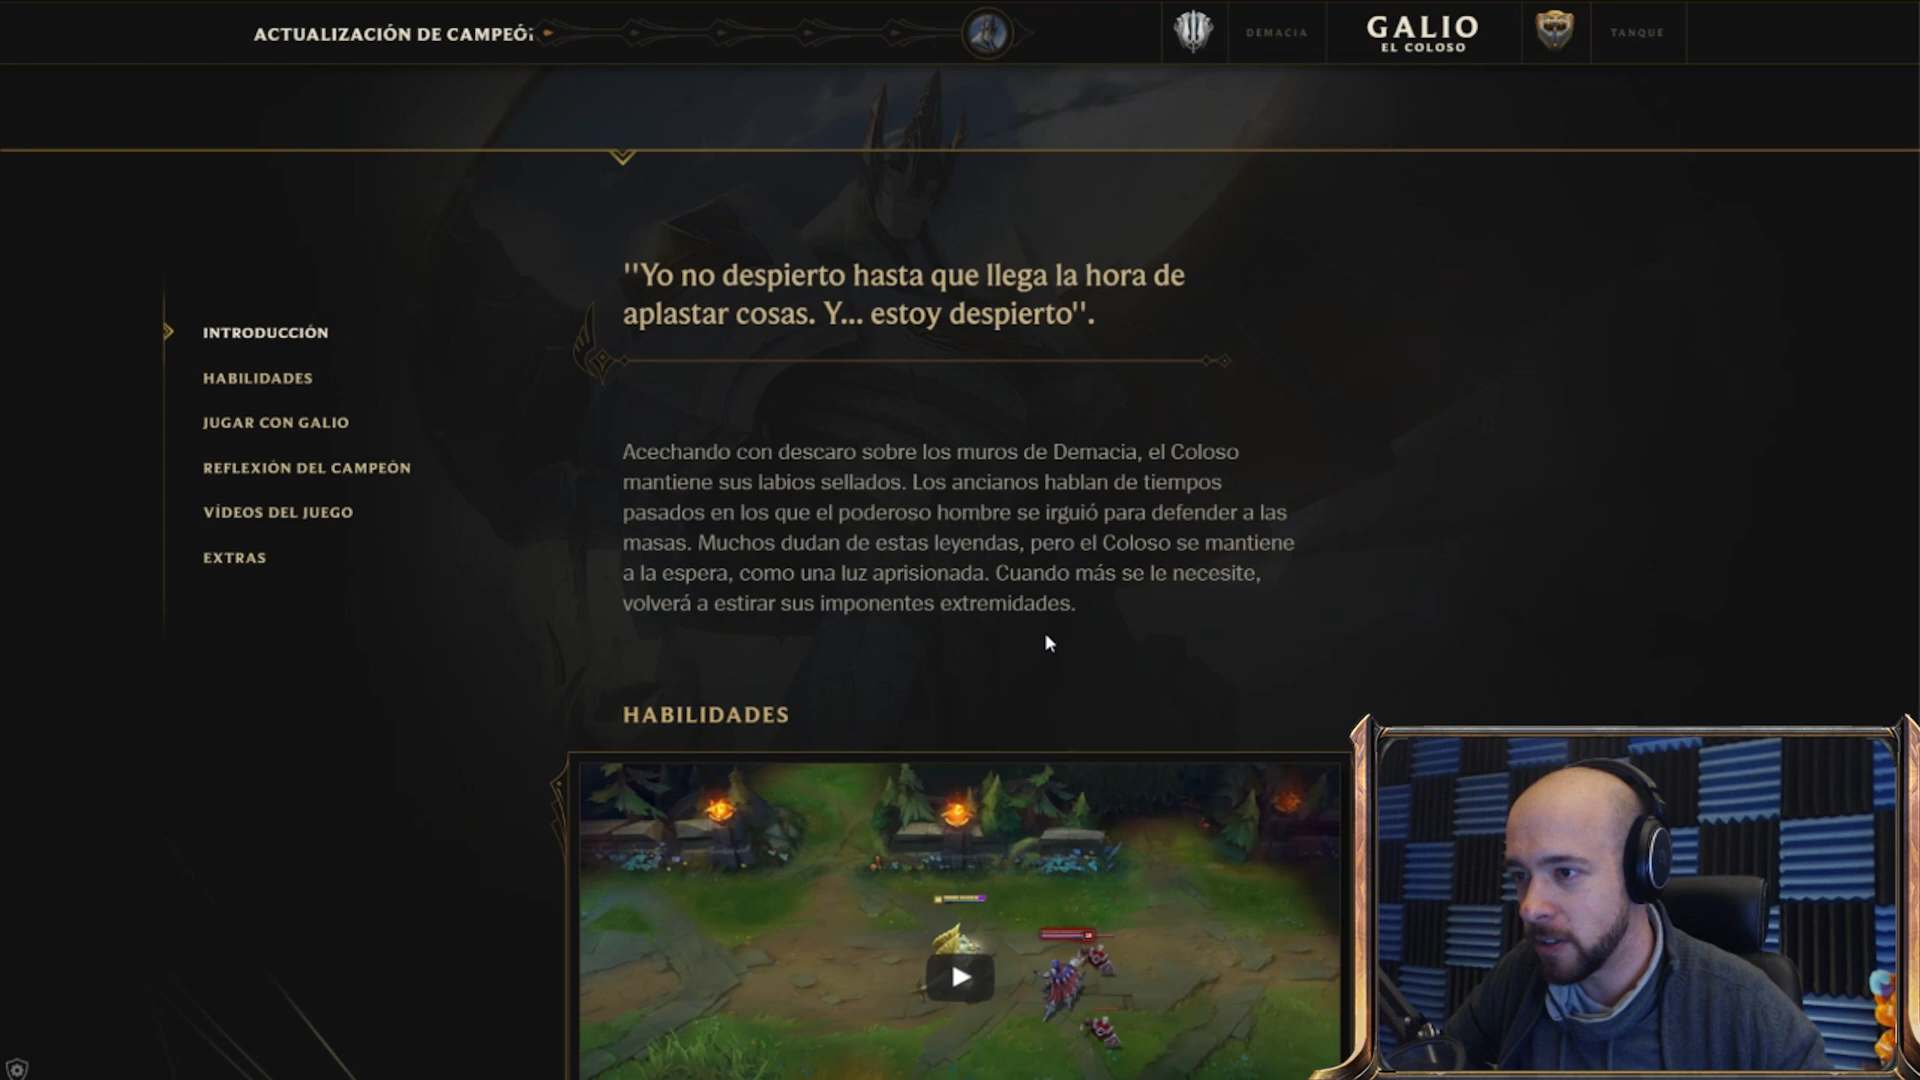 ACTUALIZACIÓN DE CAMPEÓ
DEMACIA
GALIO
EL COLOSO
TANQUE
"Yo no despierto hasta que llega la hora de
aplastar cosas. Y... estoy despierto".
INTRODUCCIÓN
HABILIDADES
JUGAR CON GALIO
REFLEXIÓN DEL CAMPEÓN
VÍDEOS DEL JUEGO
EXTRAS
Acechando con descaro sobre los muros de Demacia, el Coloso
mantiene sus labios sellados. Los ancianos hablan de tiempos
pasados en los que el poderoso hombre se irguió para defender a las
masas. Muchos dudan de estas leyendas, pero el Coloso se mantiene
a la espera, como una luz aprisionada. Cuando más se le necesite,
volverá a estirar sus imponentes extremidades.
HABILIDADES